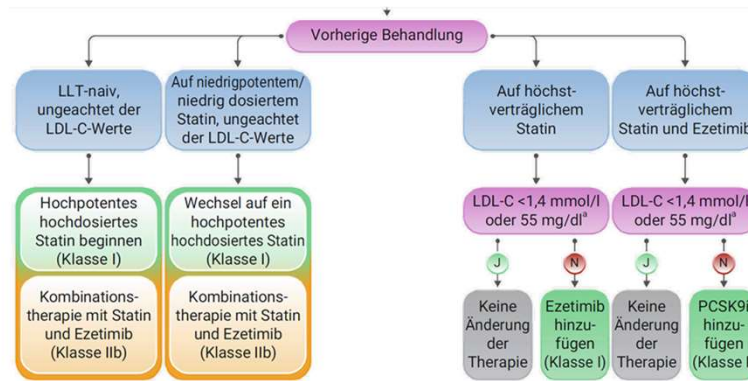 Vorherige Behandlung
LLT-naiv,
ungeachtet der
LDL-C-Werte
Auf niedrigpotentem/
niedrig dosiertem
Statin, ungeachtet
der LDL-C-Werte
Auf höchst-
verträglichem
Statin
Auf höchst-
verträglichem
Statin und Ezetimib
Hochpotentes
hochdosiertes
Statin beginnen
(Klasse I)
Wechsel auf ein
hochpotentes
hochdosiertes Statin
(Klasse I)
LDL-C <1,4 mmol/l
oder 55 mg/dlª
LDL-C <1,4 mmol/l
oder 55 mg/dlª
J
N
J
N
Kombinations-
therapie mit Statin
und Ezetimib
(Klasse IIb)
Kombinations-
therapie mit Statin
und Ezetimib
(Klasse IIb)
Keine
Änderung
der
Therapie
Ezetimib
hinzu-
fügen
(Klasse I)
Keine
Änderung
der
Therapie
PCSK9i
hinzu-
fügen
(Klasse I